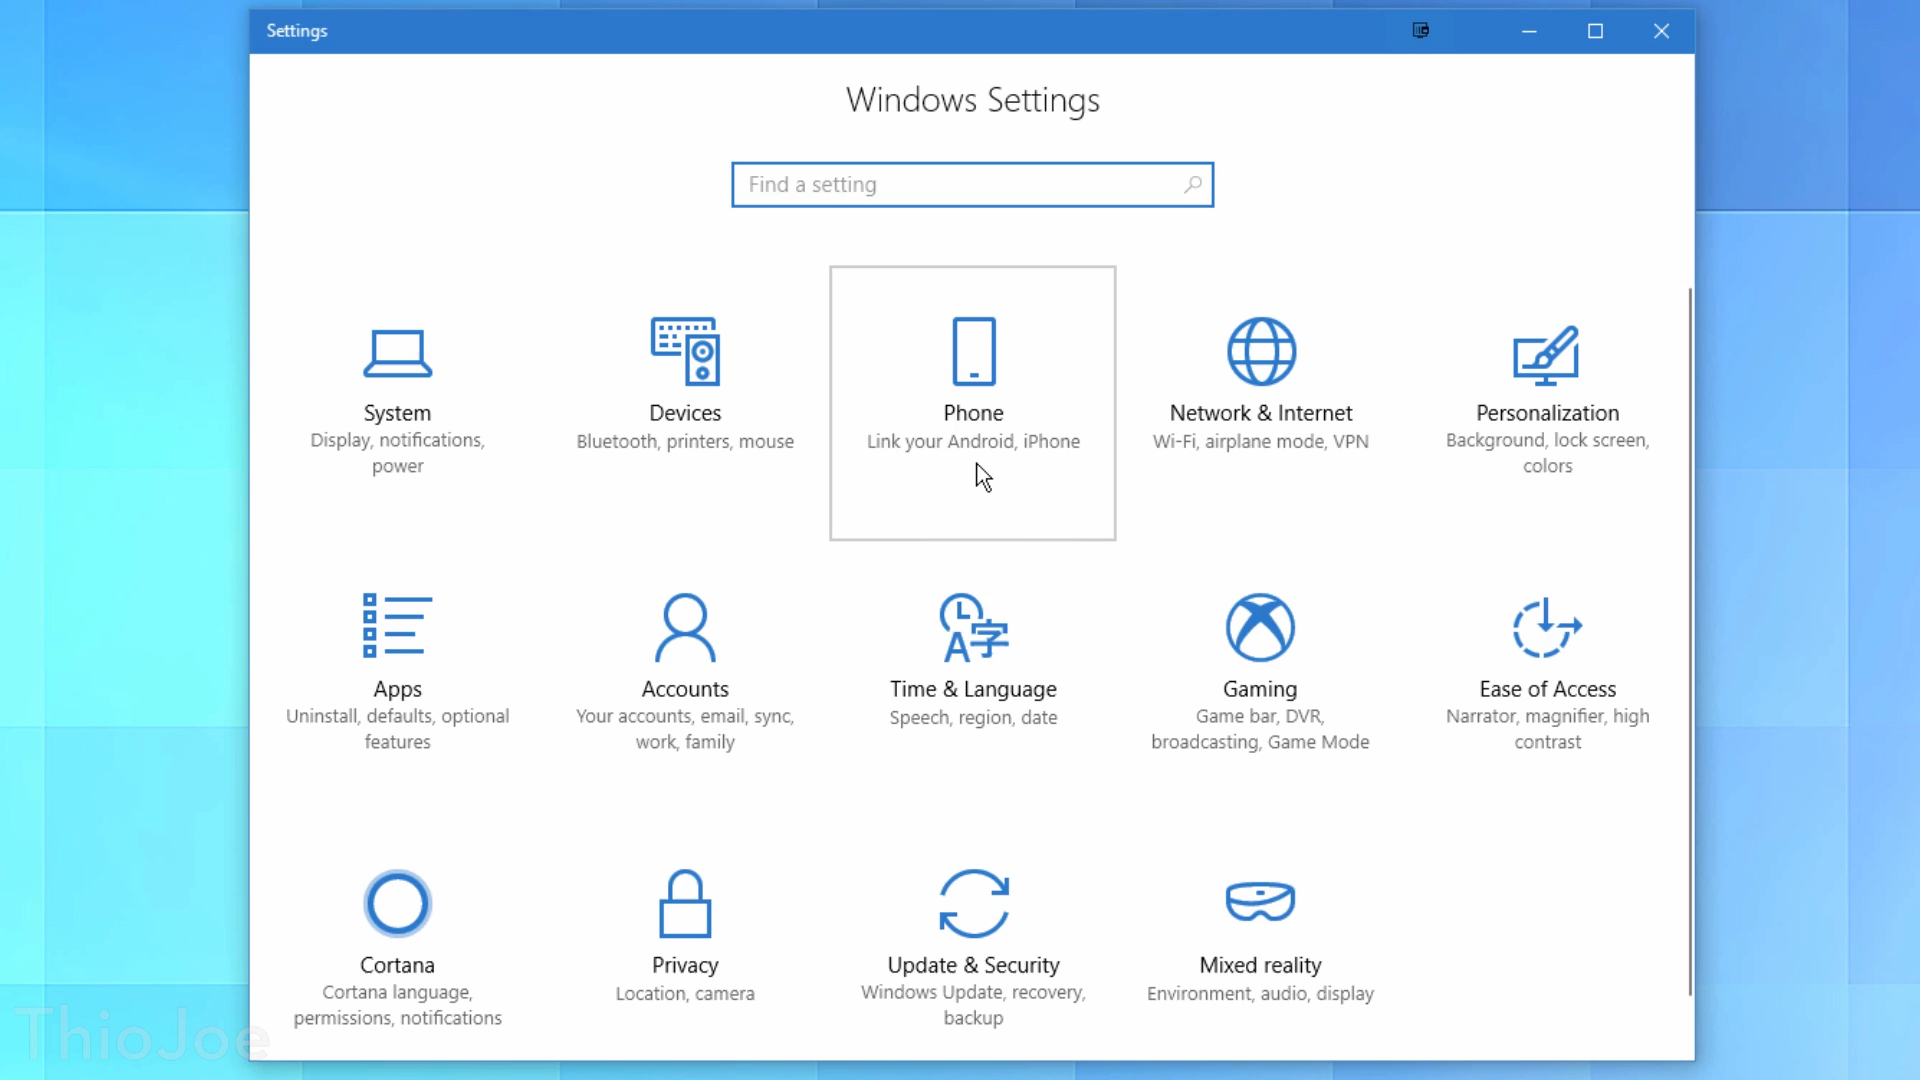 Settings
Windows Settings
Find a setting
System
Display, notifications,
power
Devices
Bluetooth, printers, mouse
Phone
Link your Android, iPhone
Network & Internet
Wi-Fi, airplane mode, VPN
Personalization
Background, lock screen,
colors
Apps
Uninstall, defaults, optional
features
Accounts
Your accounts, email, sync,
work, family
Time & Language
Speech, region, date
Gaming
Game bar, DVR,
broadcasting, Game Mode
Ease of Access
Narrator, magnifier, high
contrast
Cortana
Cortana language,
permissions, notifications
Privacy
Location, camera
Update & Security
Windows Update, recovery,
backup
Mixed reality
Environment, audio, display
ThioJoe